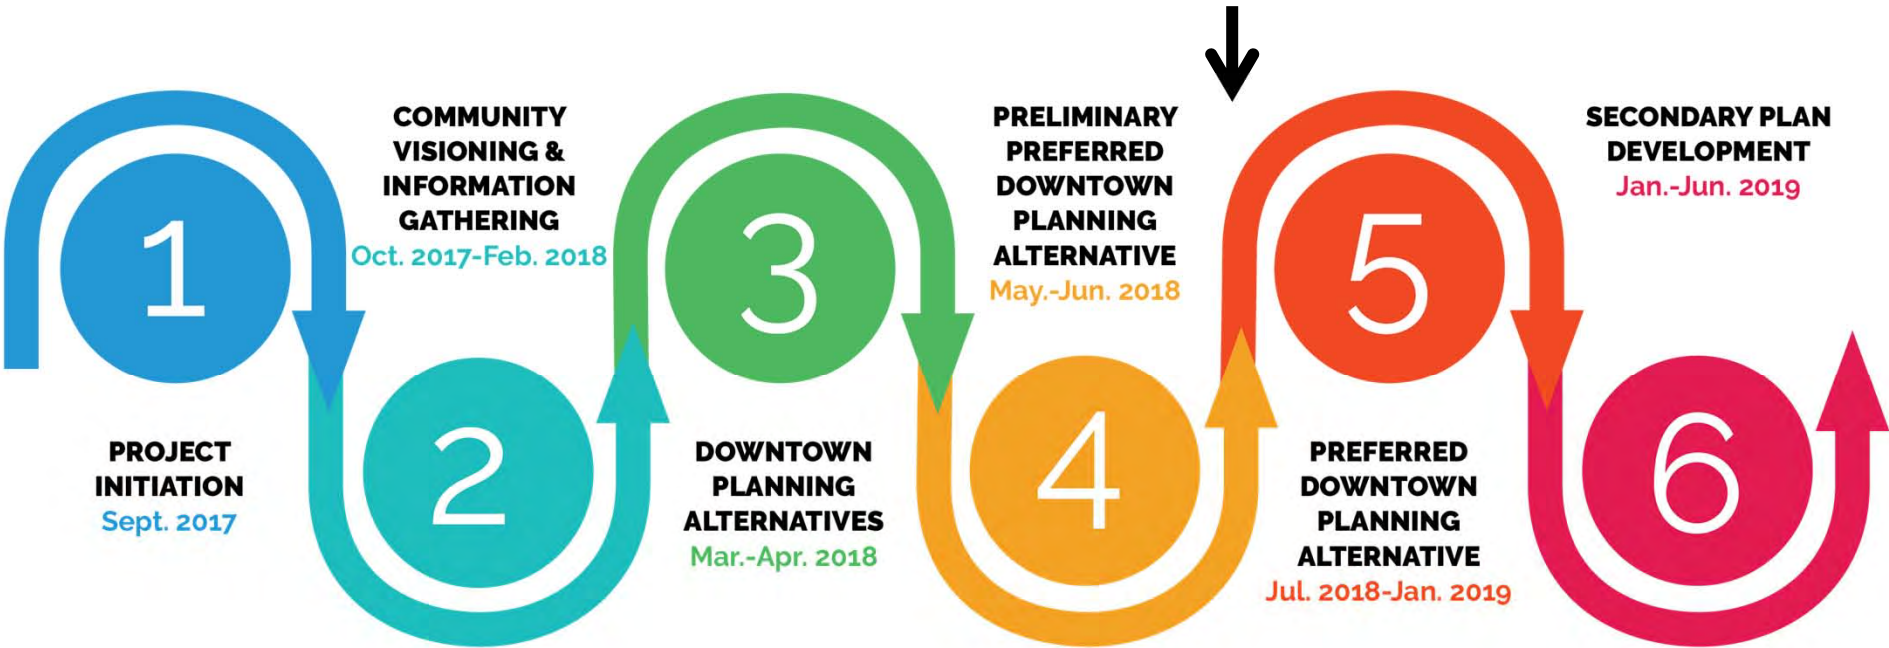 1
PROJECT
INITIATION
Sept. 2017
COMMUNITY
VISIONING &
INFORMATION
GATHERING
Oct. 2017-Feb. 2018
2
3
DOWNTOWN
PLANNING
ALTERNATIVES
Mar.-Apr. 2018
PRELIMINARY
PREFERRED
DOWNTOWN
PLANNING
ALTERNATIVE
May.-Jun. 2018
4
5
PREFERRED
DOWNTOWN
PLANNING
ALTERNATIVE
Jul. 2018-Jan. 2019
SECONDARY PLAN
DEVELOPMENT
Jan.-Jun. 2019
6